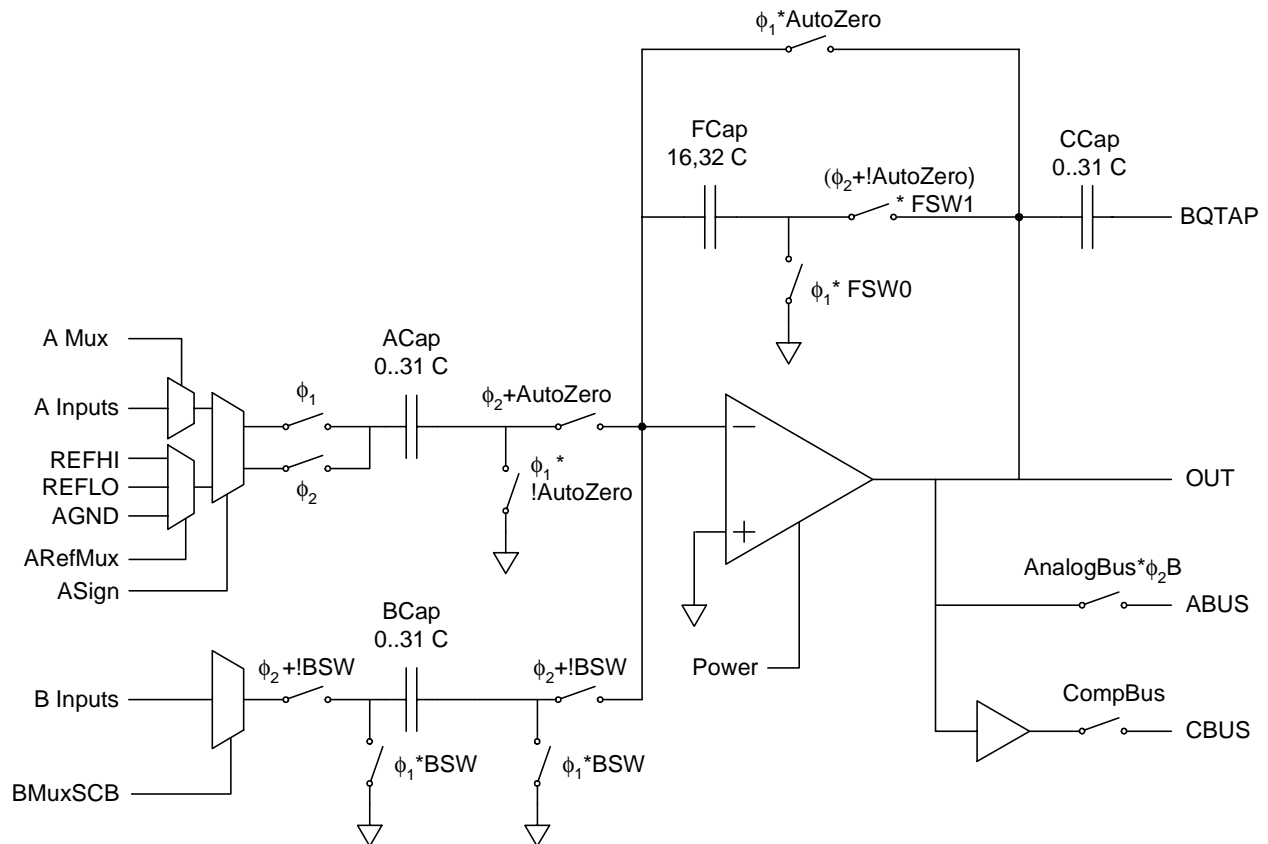 ϕ1*AutoZero
FCap
16,32 C
CCap
0..31 C
(ϕ2+!AutoZero)
* FSW1
BQTAP
ϕ1* FSW0
A Mux
ACap
0..31 C
A Inputs
ϕ1
ϕ2+AutoZero
REFHI
REFLO
AGND
ϕ2
ϕ1*
!AutoZero
OUT
ARefMux
ASign
AnalogBus*ϕ2B
ABUS
BCap
0..31 C
B Inputs
ϕ2+!BSW
ϕ2+!BSW
Power
CompBus
CBUS
ϕ1*BSW
ϕ1*BSW
BMuxSCB